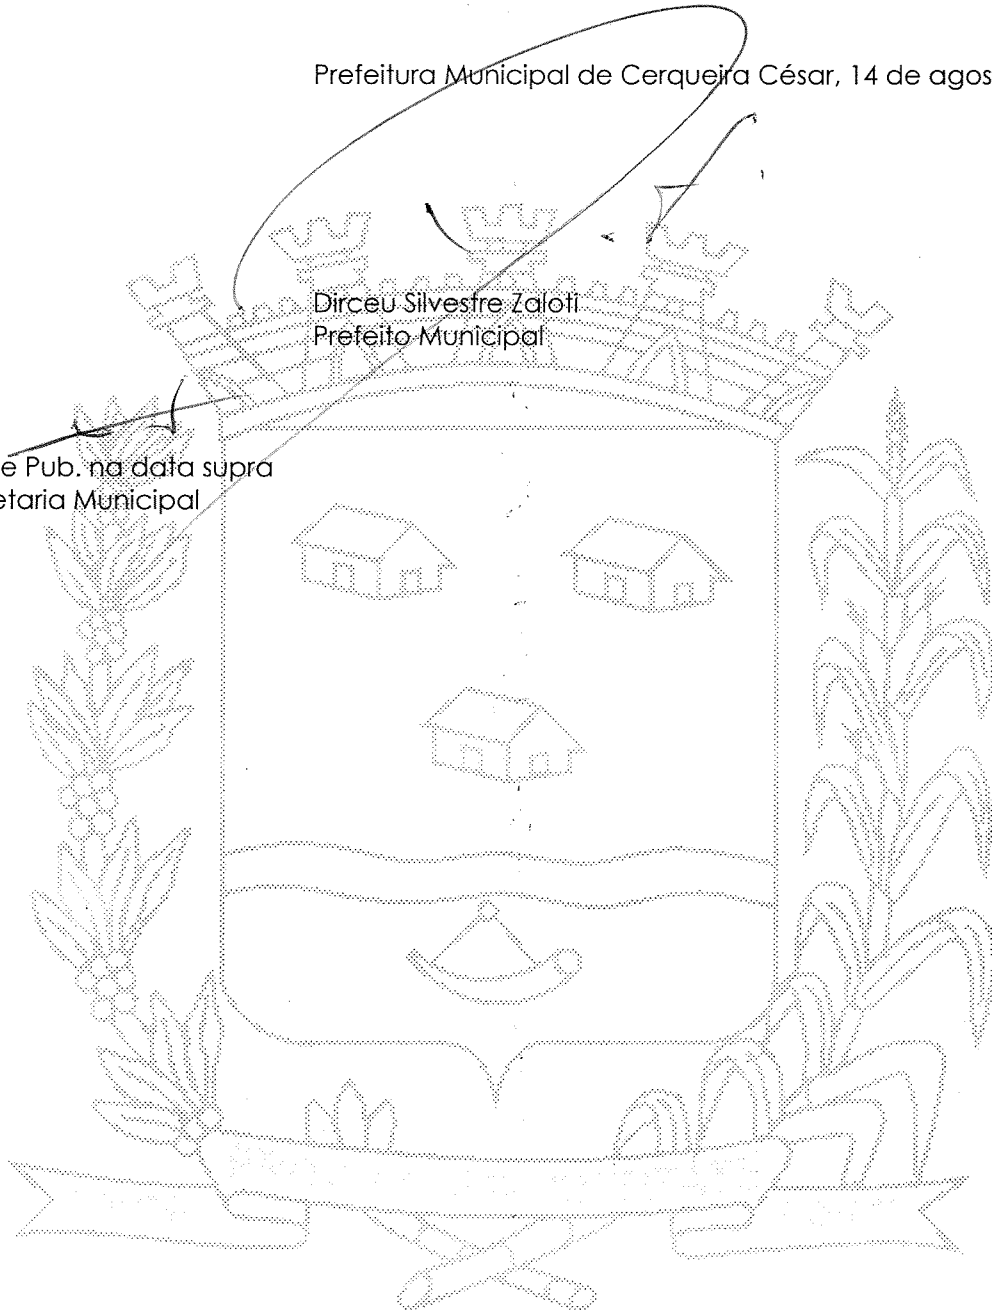 Prefeitura Municipal de Cerqueira César, 14 de agos
Dirceu Silvestre Zaloti
Prefeito Municipal
e Pub. na data supra
etaria Municipal